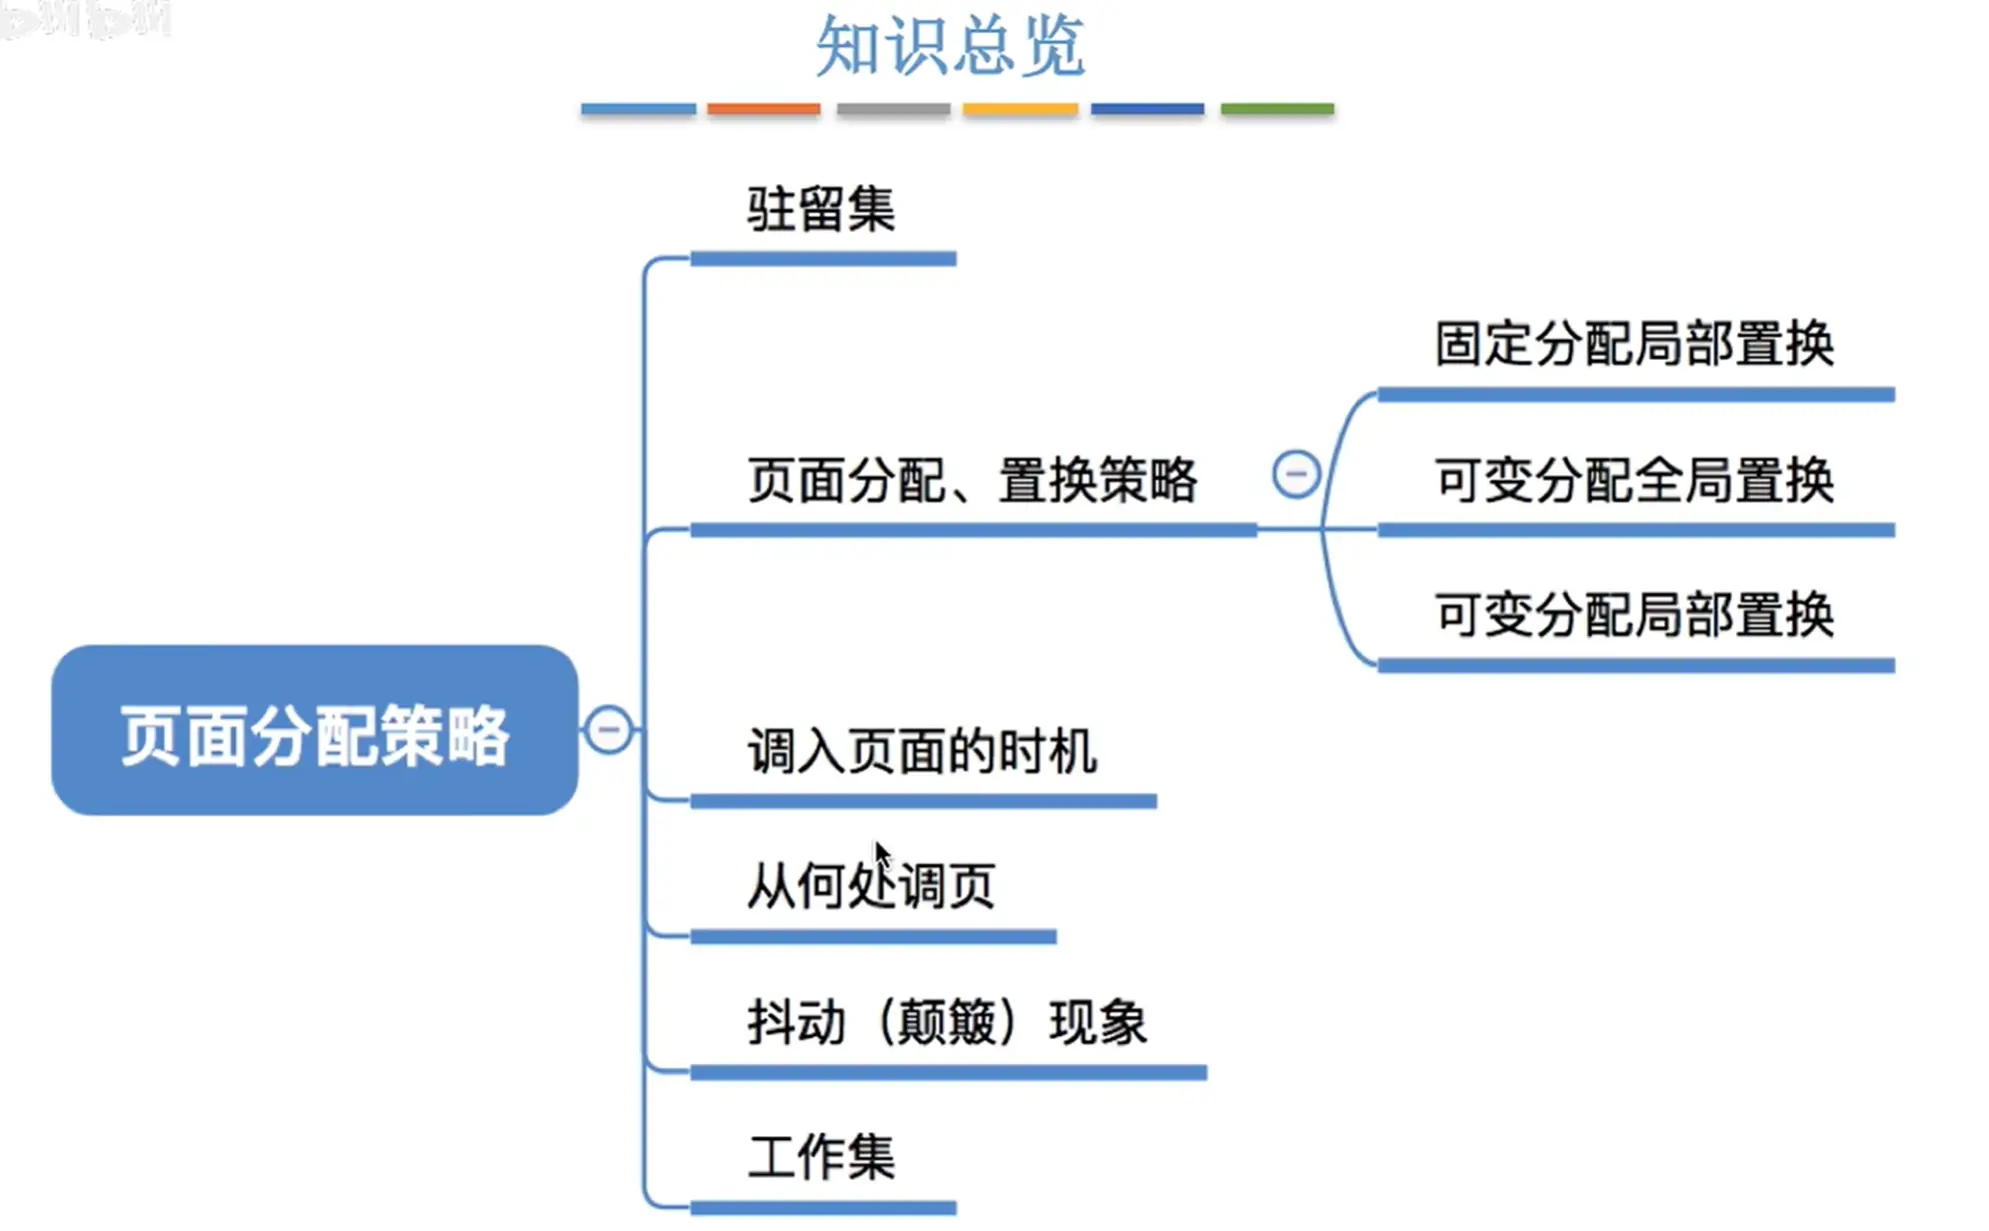 知识总览
驻留集
固定分配局部置换
页面分配、置换策略
可变分配全局置换
可变分配局部置换
页面分配策略
调入页面的时机
从何处调页
抖动（颠簸）现象
工作集